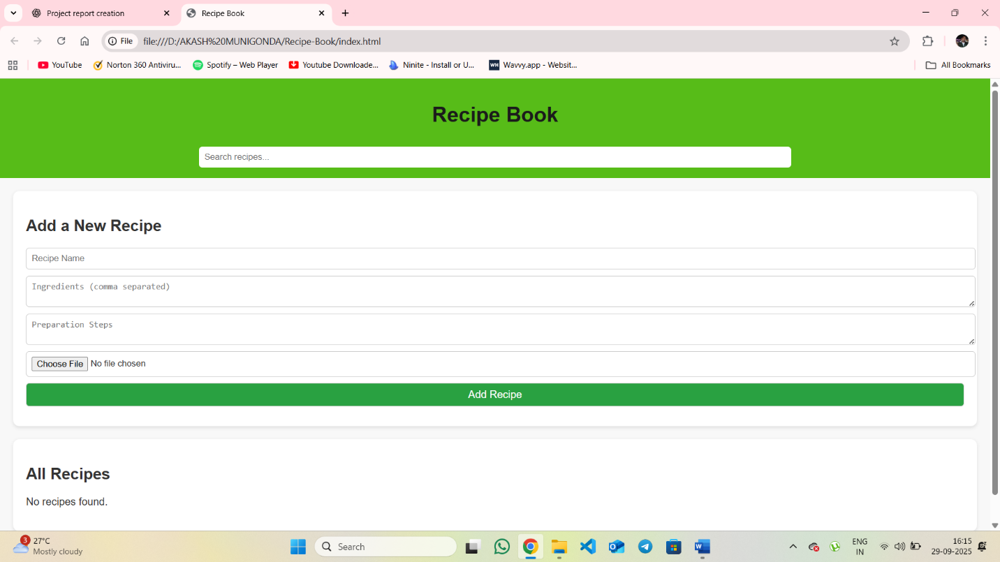 Project report creation
Recipe Book
File file:///D:/AKASH%20MUNIGONDA/Recipe-Book/index.html
YouTube
Norton 360 Antiviru...
Spotify – Web Player
Youtube Downloade...
Ninite - Install or U...
WH Wavvy.app - Websit...
All Bookmarks
Recipe Book
Search recipes...
Add a New Recipe
Recipe Name
Ingredients (comma separated)
Preparation Steps
Choose File No file chosen
Add Recipe
All Recipes
No recipes found.
3
27°C
Mostly cloudy
Search
ENG
IN
16:15
29-09-2025